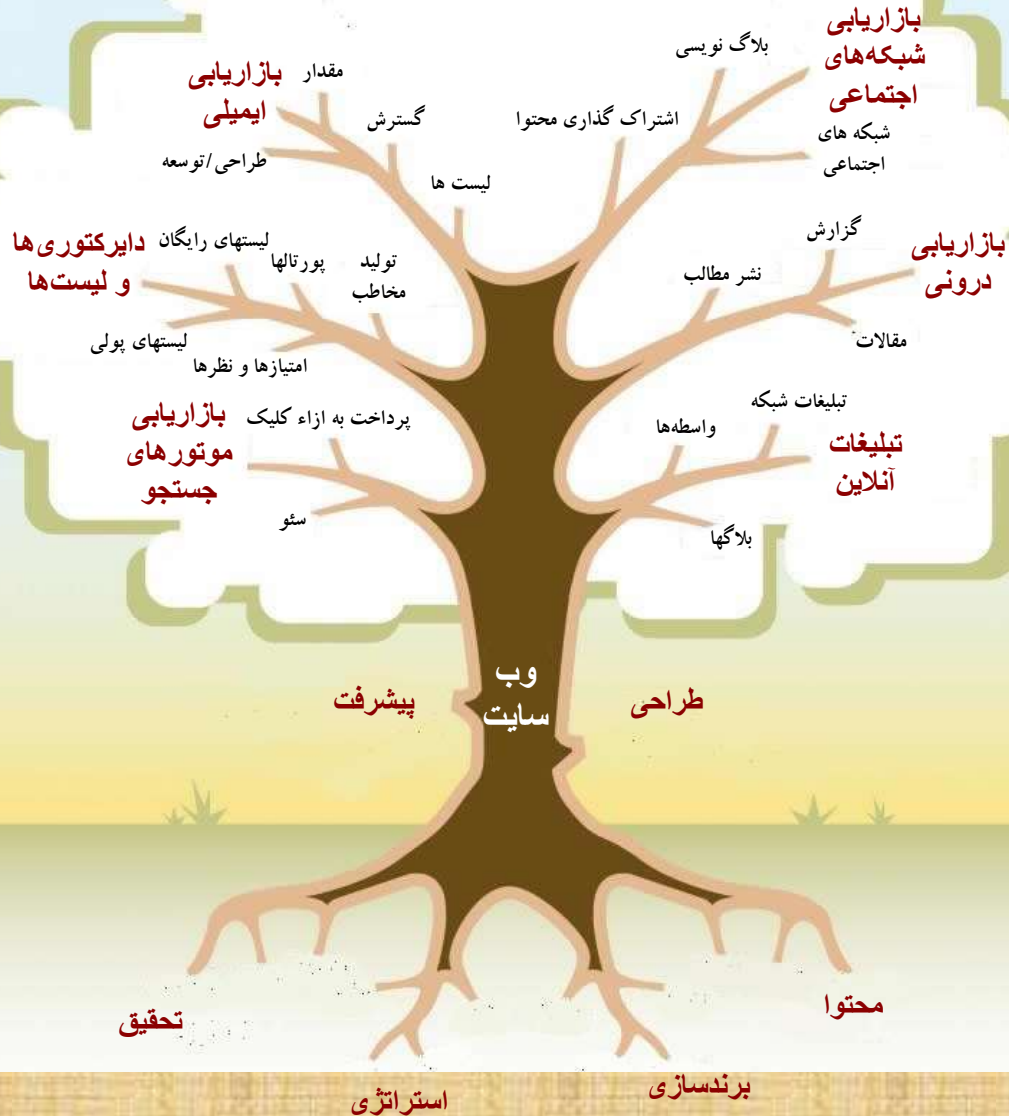 بازاریابی
شبکه‌های
اجتماعی
بلاگ نویسی
اشتراک گذاری محتوا
شبکه های
اجتماعی
بازاریابی
ایمیلی
مقدار
گسترش
طراحی/توسعه
لیست ها
بازاریابی
درونی
گزارش
نشر مطالب
مقالات
دایرکتوری‌ها
و لیست‌ها
لیستهای رایگان
پورتالها
تولید
مخاطب
لیستهای پولی
امتیازها و نظرها
تبلیغات
آنلاین
تبلیغات شبکه
واسطه‌ها
بلاگها
بازاریابی
موتورهای
جستجو
پرداخت به ازاء کلیک
سئو
طراحی
وب
سایت
پیشرفت
محتوا
تحقیق
برندسازی
استراتژی